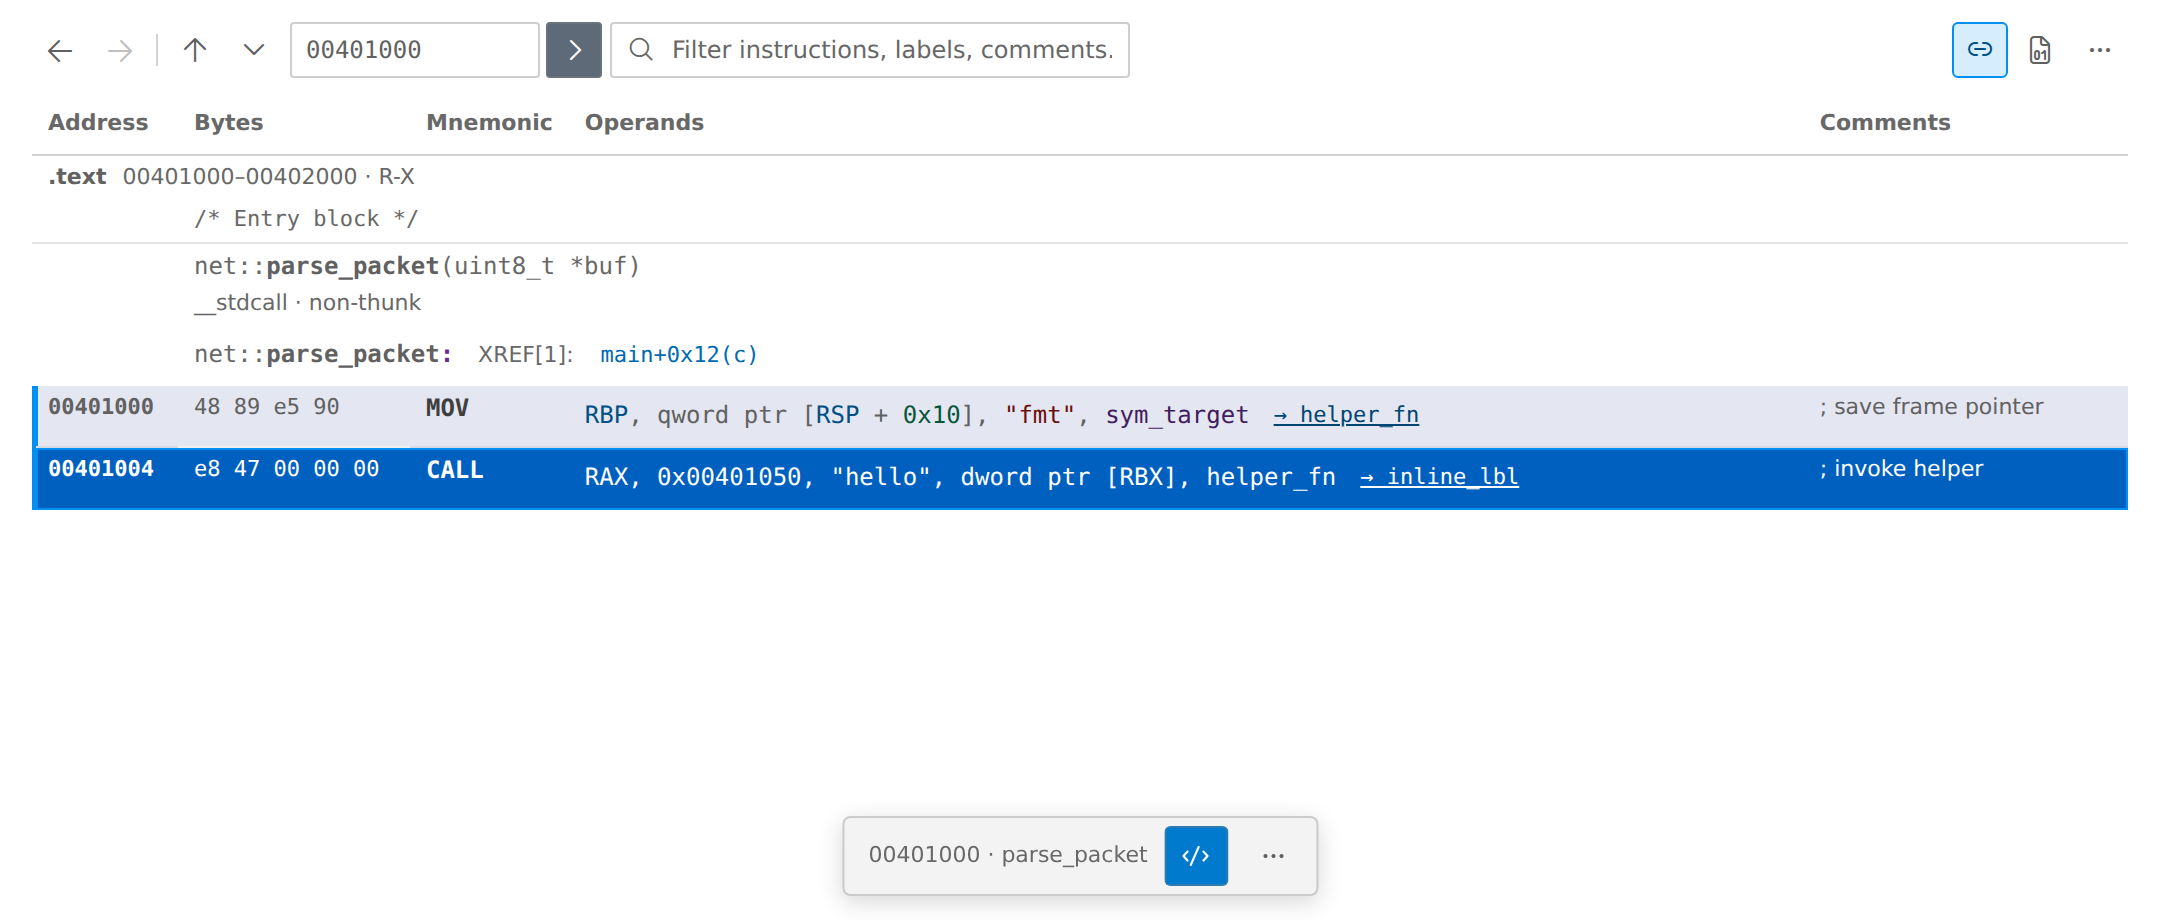 00401000 Filter instructions, labels, comments.
Address Bytes Mnemonic Operands Comments
.text 00401000–00402000 · R-X
/* Entry block */
net::parse_packet(uint8_t *buf)
__stdcall · non-thunk
net::parse_packet: XREF[1]: main+0x12(c)
00401000 48 89 e5 90 MOV RBP, qword ptr [RSP + 0x10], "fmt", sym_target → helper_fn ; save frame pointer
00401004 e8 47 00 00 00 CALL RAX, 0x00401050, "hello", dword ptr [RBX], helper_fn → inline_lbl ; invoke helper
00401000 · parse_packet